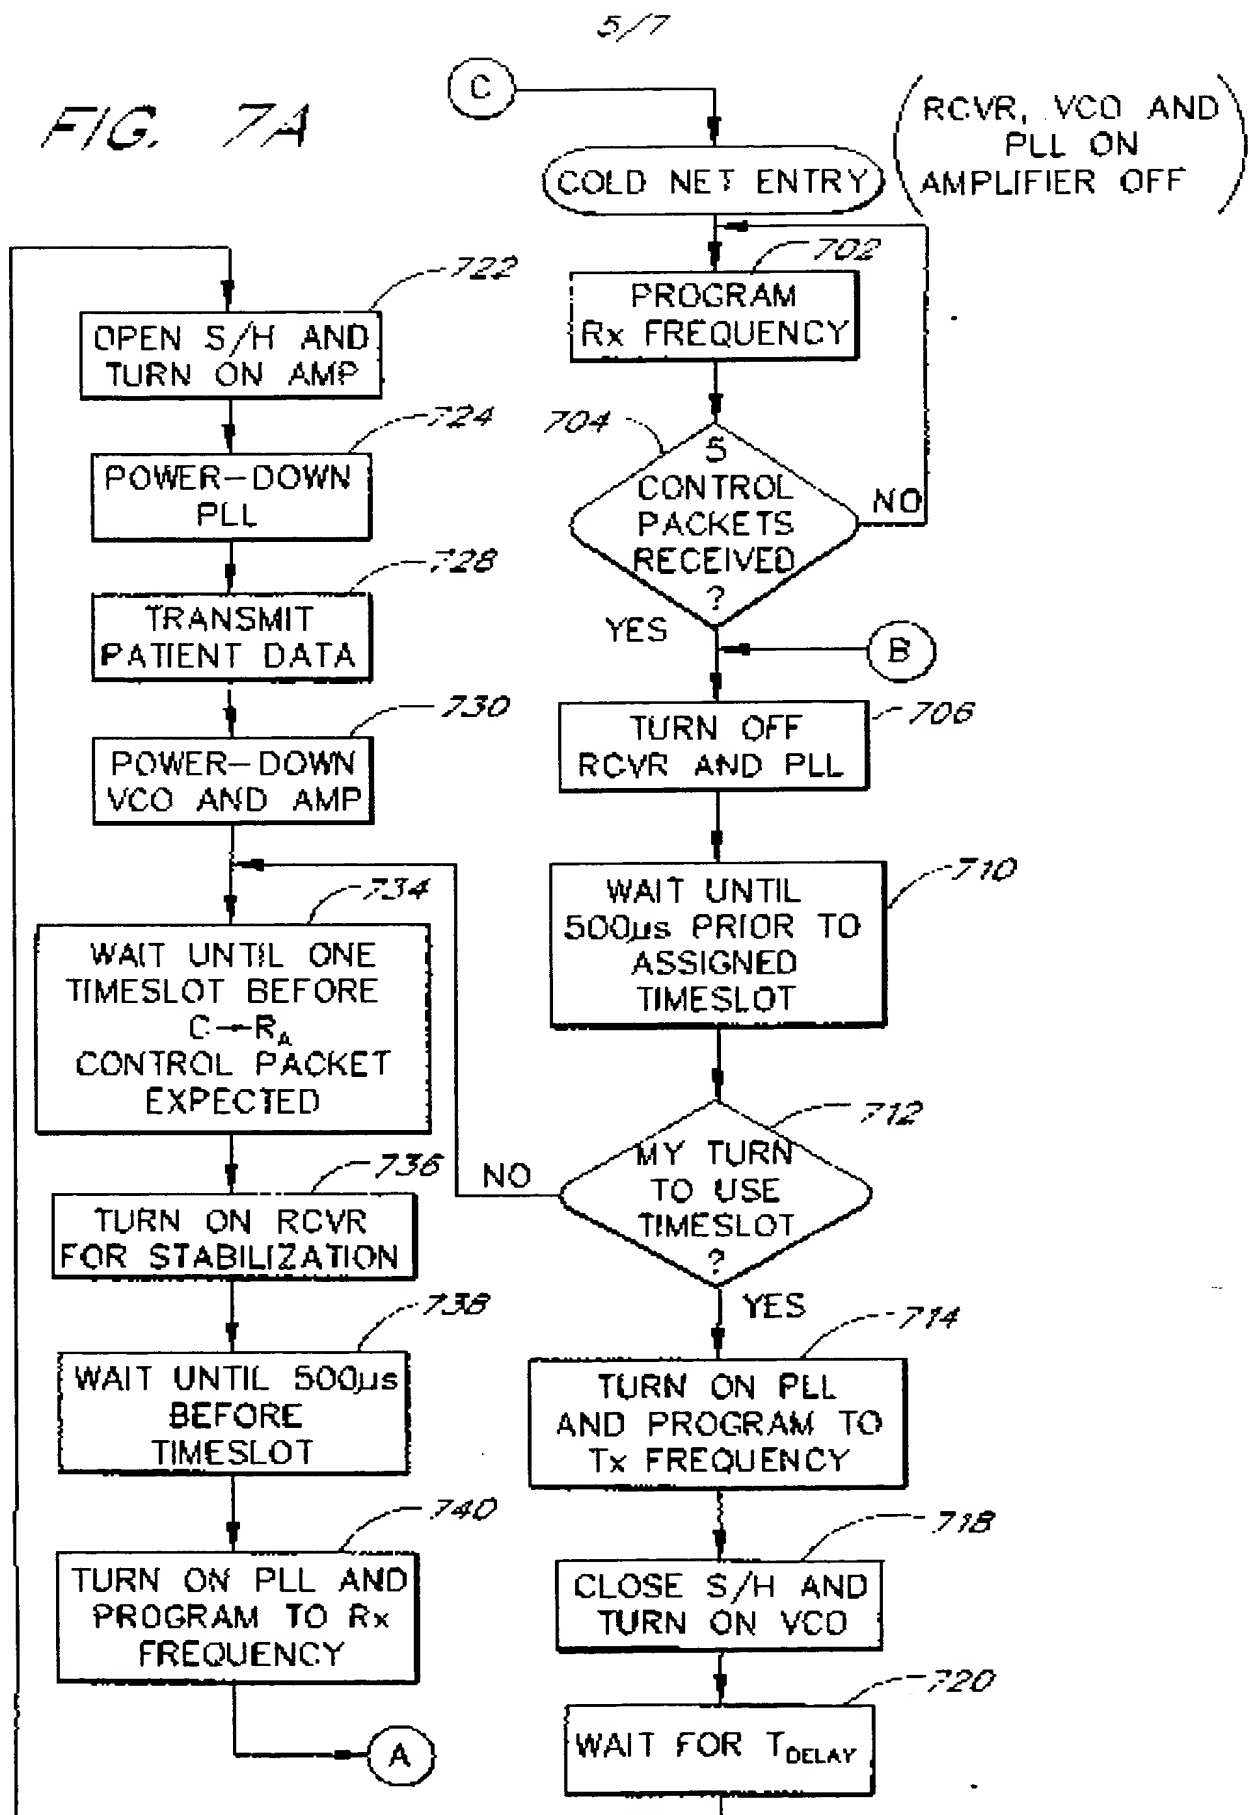 5/7
FIG. 7A
C
RCVR, VCO AND
PLL ON
AMPLIFIER OFF
COLD NET ENTRY
702
PROGRAM
Rx FREQUENCY
704
5
CONTROL
PACKETS
RECEIVED
?
NO
YES
B
706
TURN OFF
RCVR AND PLL
710
WAIT UNTIL
500µs PRIOR TO
ASSIGNED
TIMESLOT
712
MY TURN
TO USE
TIMESLOT
?
NO
YES
714
TURN ON PLL
AND PROGRAM TO
Tx FREQUENCY
718
CLOSE S/H AND
TURN ON VCO
720
WAIT FOR TDELAY
722
OPEN S/H AND
TURN ON AMP
724
POWER-DOWN
PLL
728
TRANSMIT
PATIENT DATA
730
POWER-DOWN
VCO AND AMP
734
WAIT UNTIL ONE
TIMESLOT BEFORE
C→RA
CONTROL PACKET
EXPECTED
736
TURN ON RCVR
FOR STABILIZATION
738
WAIT UNTIL 500µs
BEFORE
TIMESLOT
740
TURN ON PLL AND
PROGRAM TO Rx
FREQUENCY
A